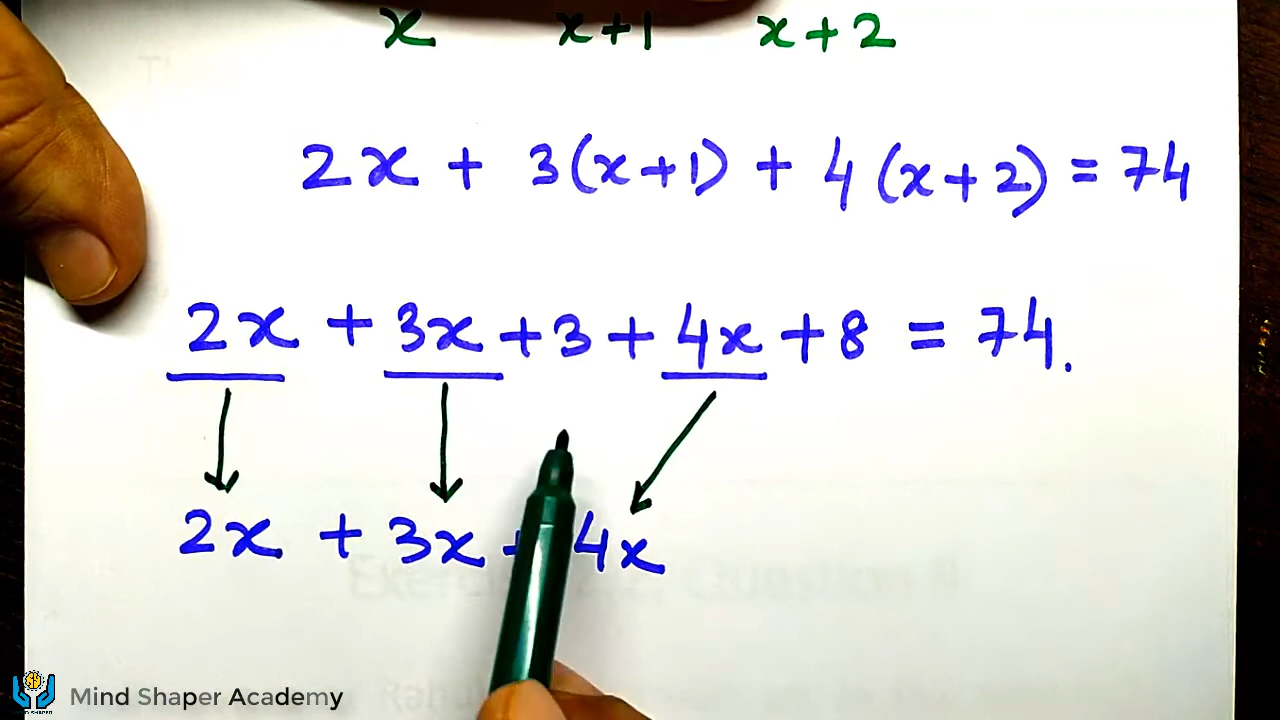 x x+1 x+2
2x + 3(x+1) + 4(x+2) = 74
2x + 3x + 3 + 4x + 8 = 74.
2x + 3x + 4x
Mind Shaper Academy